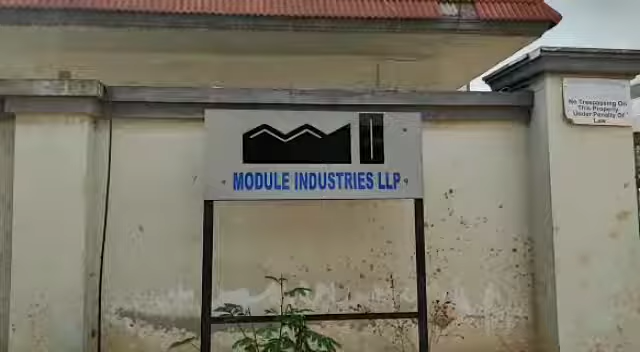 MODULE INDUSTRIES LLP
No Trespassing On
This Property
Under Penalty Of
Law